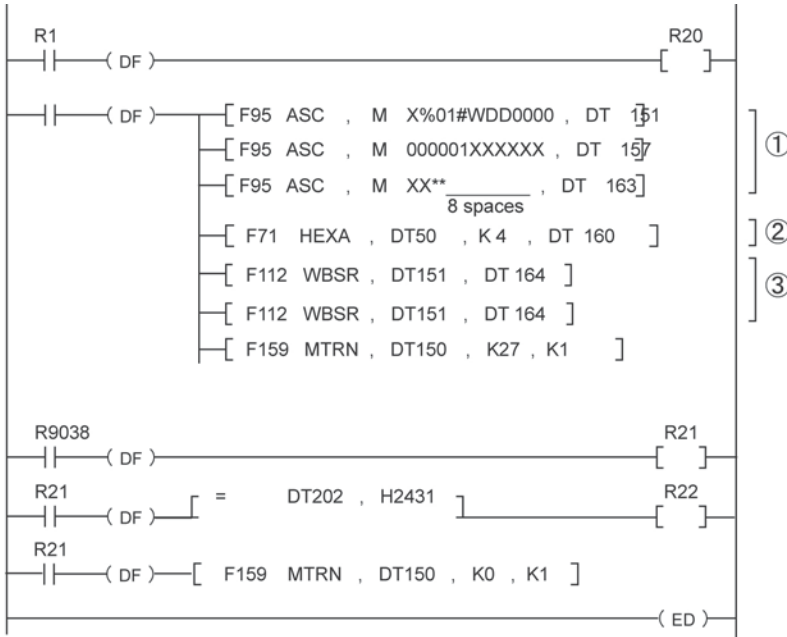 R1 R20
( DF ) [ ]
( DF ) [ F95 ASC , M X%01#WDD0000 , DT 151 ]
[ F95 ASC , M 000001XXXXXX , DT 157 ] ①
[ F95 ASC , M XX**________ , DT 163 ]
8 spaces
[ F71 HEXA , DT50 , K 4 , DT 160 ] ②
[ F112 WBSR , DT151 , DT 164 ] ③
[ F112 WBSR , DT151 , DT 164 ]
[ F159 MTRN , DT150 , K27 , K1 ]
R9038 R21
( DF ) [ ]
R21 R22
( DF ) [ = DT202 , H2431 ] [ ]
R21
( DF ) [ F159 MTRN , DT150 , K0 , K1 ]
( ED )